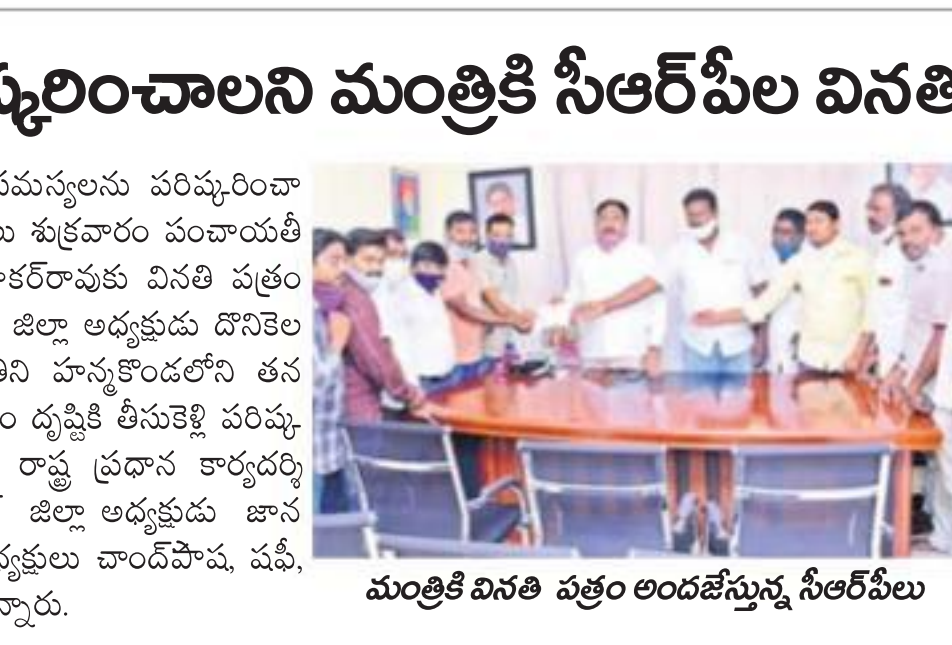 ష్కరించాలని మంత్రికి సీఆర్‌పీల వినతి
సమస్యలను పరిష్కరించా
లు శుక్రవారం పంచాయతీ
కర్‌రావుకు వినతి పత్రం
జిల్లా అధ్యక్షుడు దొనికెల
హన్మకొండలోని తన
దృష్టికి తీసుకెళ్లి పరిష్క
రాష్ట్ర ప్రధాన కార్యదర్శి
జిల్లా అధ్యక్షుడు జాన
ధ్యక్షులు చాంద్‌పాష, షఫీ,
న్నారు.
మంత్రికి వినతి పత్రం అందజేస్తున్న సీఆర్‌పీలు